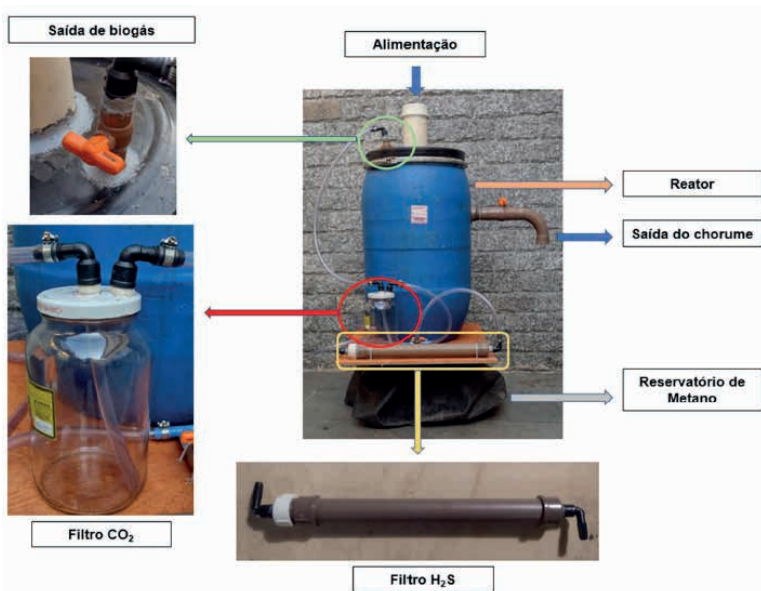 Saída de biogás
Alimentação
Reator
Saída do chorume
Reservatório de
Metano
Filtro CO₂
Filtro H₂S